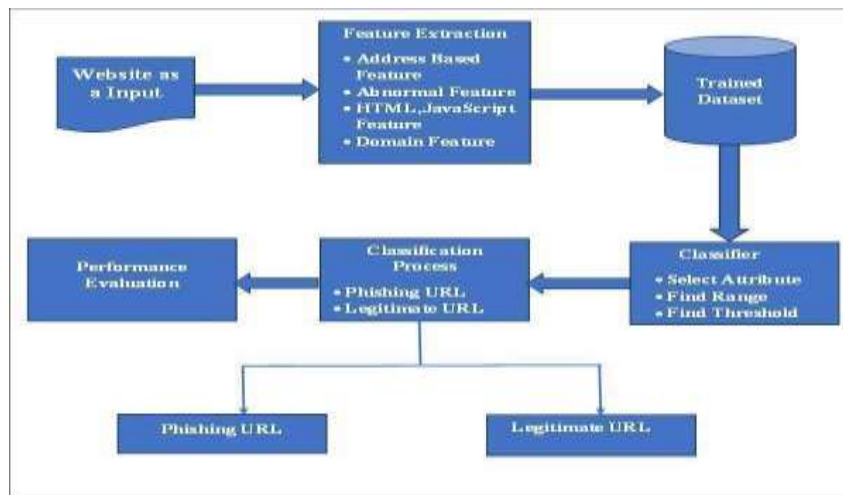 Website as
a Input
Feature Extraction
• Address Based
Feature
• Abnormal Feature
• HTML,JavaScript
Feature
• Domain Feature
Trained
Dataset
Classifier
• Select Attribute
• Find Range
• Find Threshold
Classification
Process
• Phishing URL
• Legitimate URL
Performance
Evaluation
Phishing URL
Legitimate URL